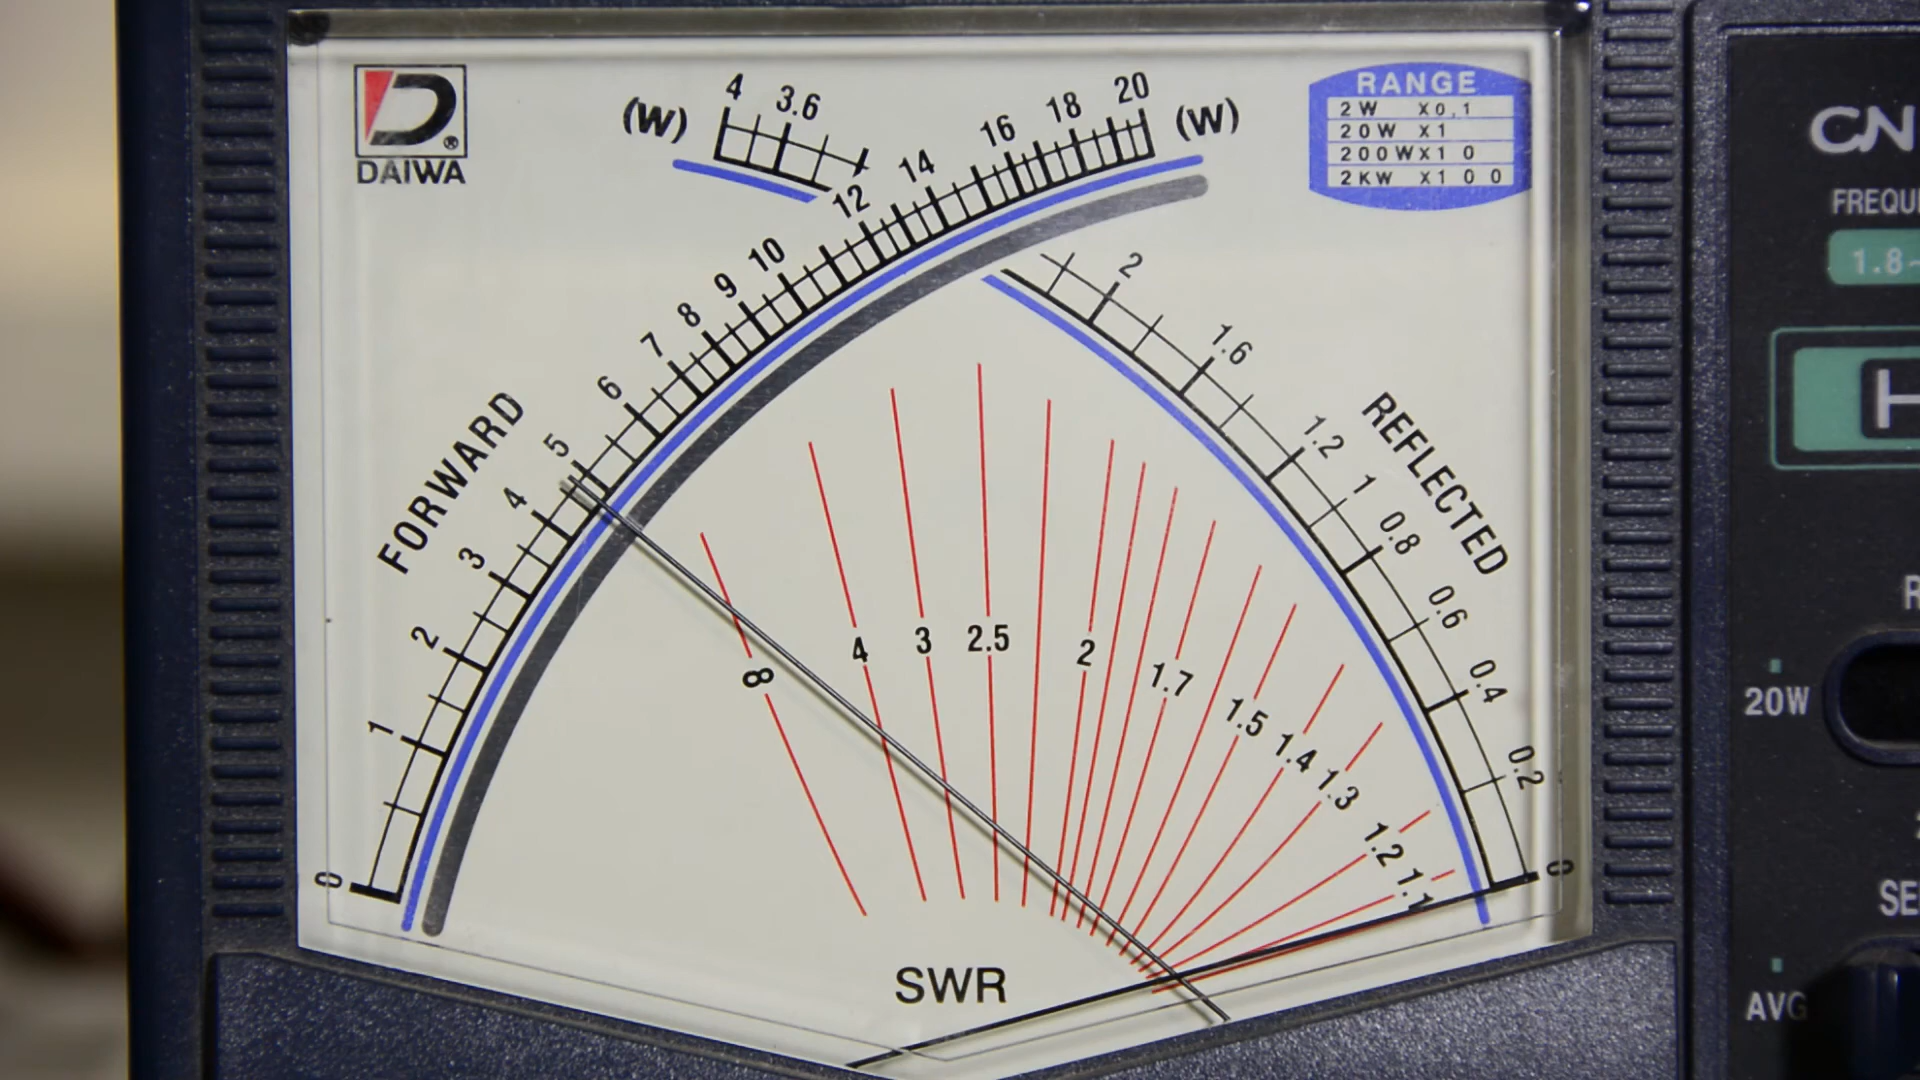 D®
DAIWA
(W) 4 3.6
12 14 16 18 20 (W)
RANGE
2W X0.1
20W X1
200W X10
2KW X100
FORWARD
0 1 2 3 4 5 6 7 8 9 10
2 1.6 1.2 1 0.8 0.6 0.4 0.2 0
REFLECTED
8 4 3 2.5 2 1.7 1.5 1.4 1.3 1.2 1.1
SWR
CN
1.8-
H
20W
AVG